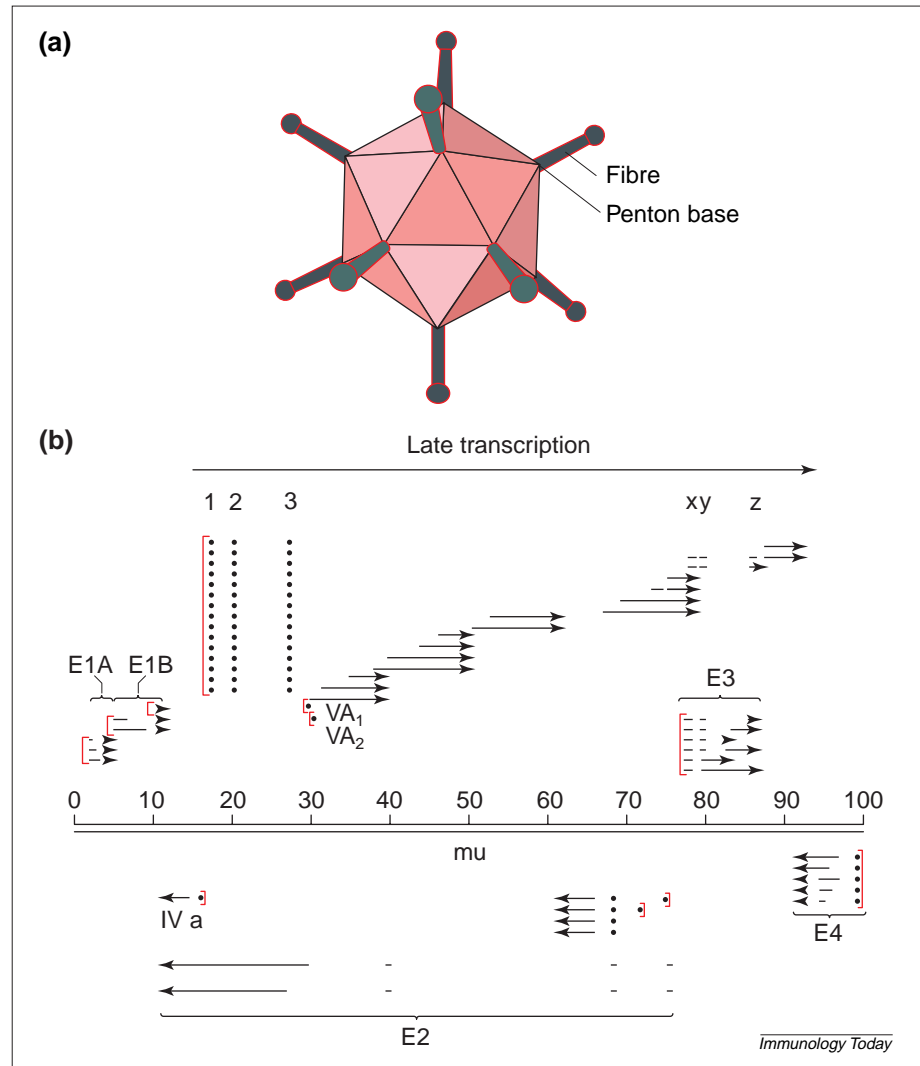 (a)
Fibre
Penton base
(b)
Late transcription
1 2 3 x y z
E1A E1B
E3
VA₁
VA₂
0 10 20 30 40 50 60 70 80 90 100
mu
IV a
E4
E2
Immunology Today